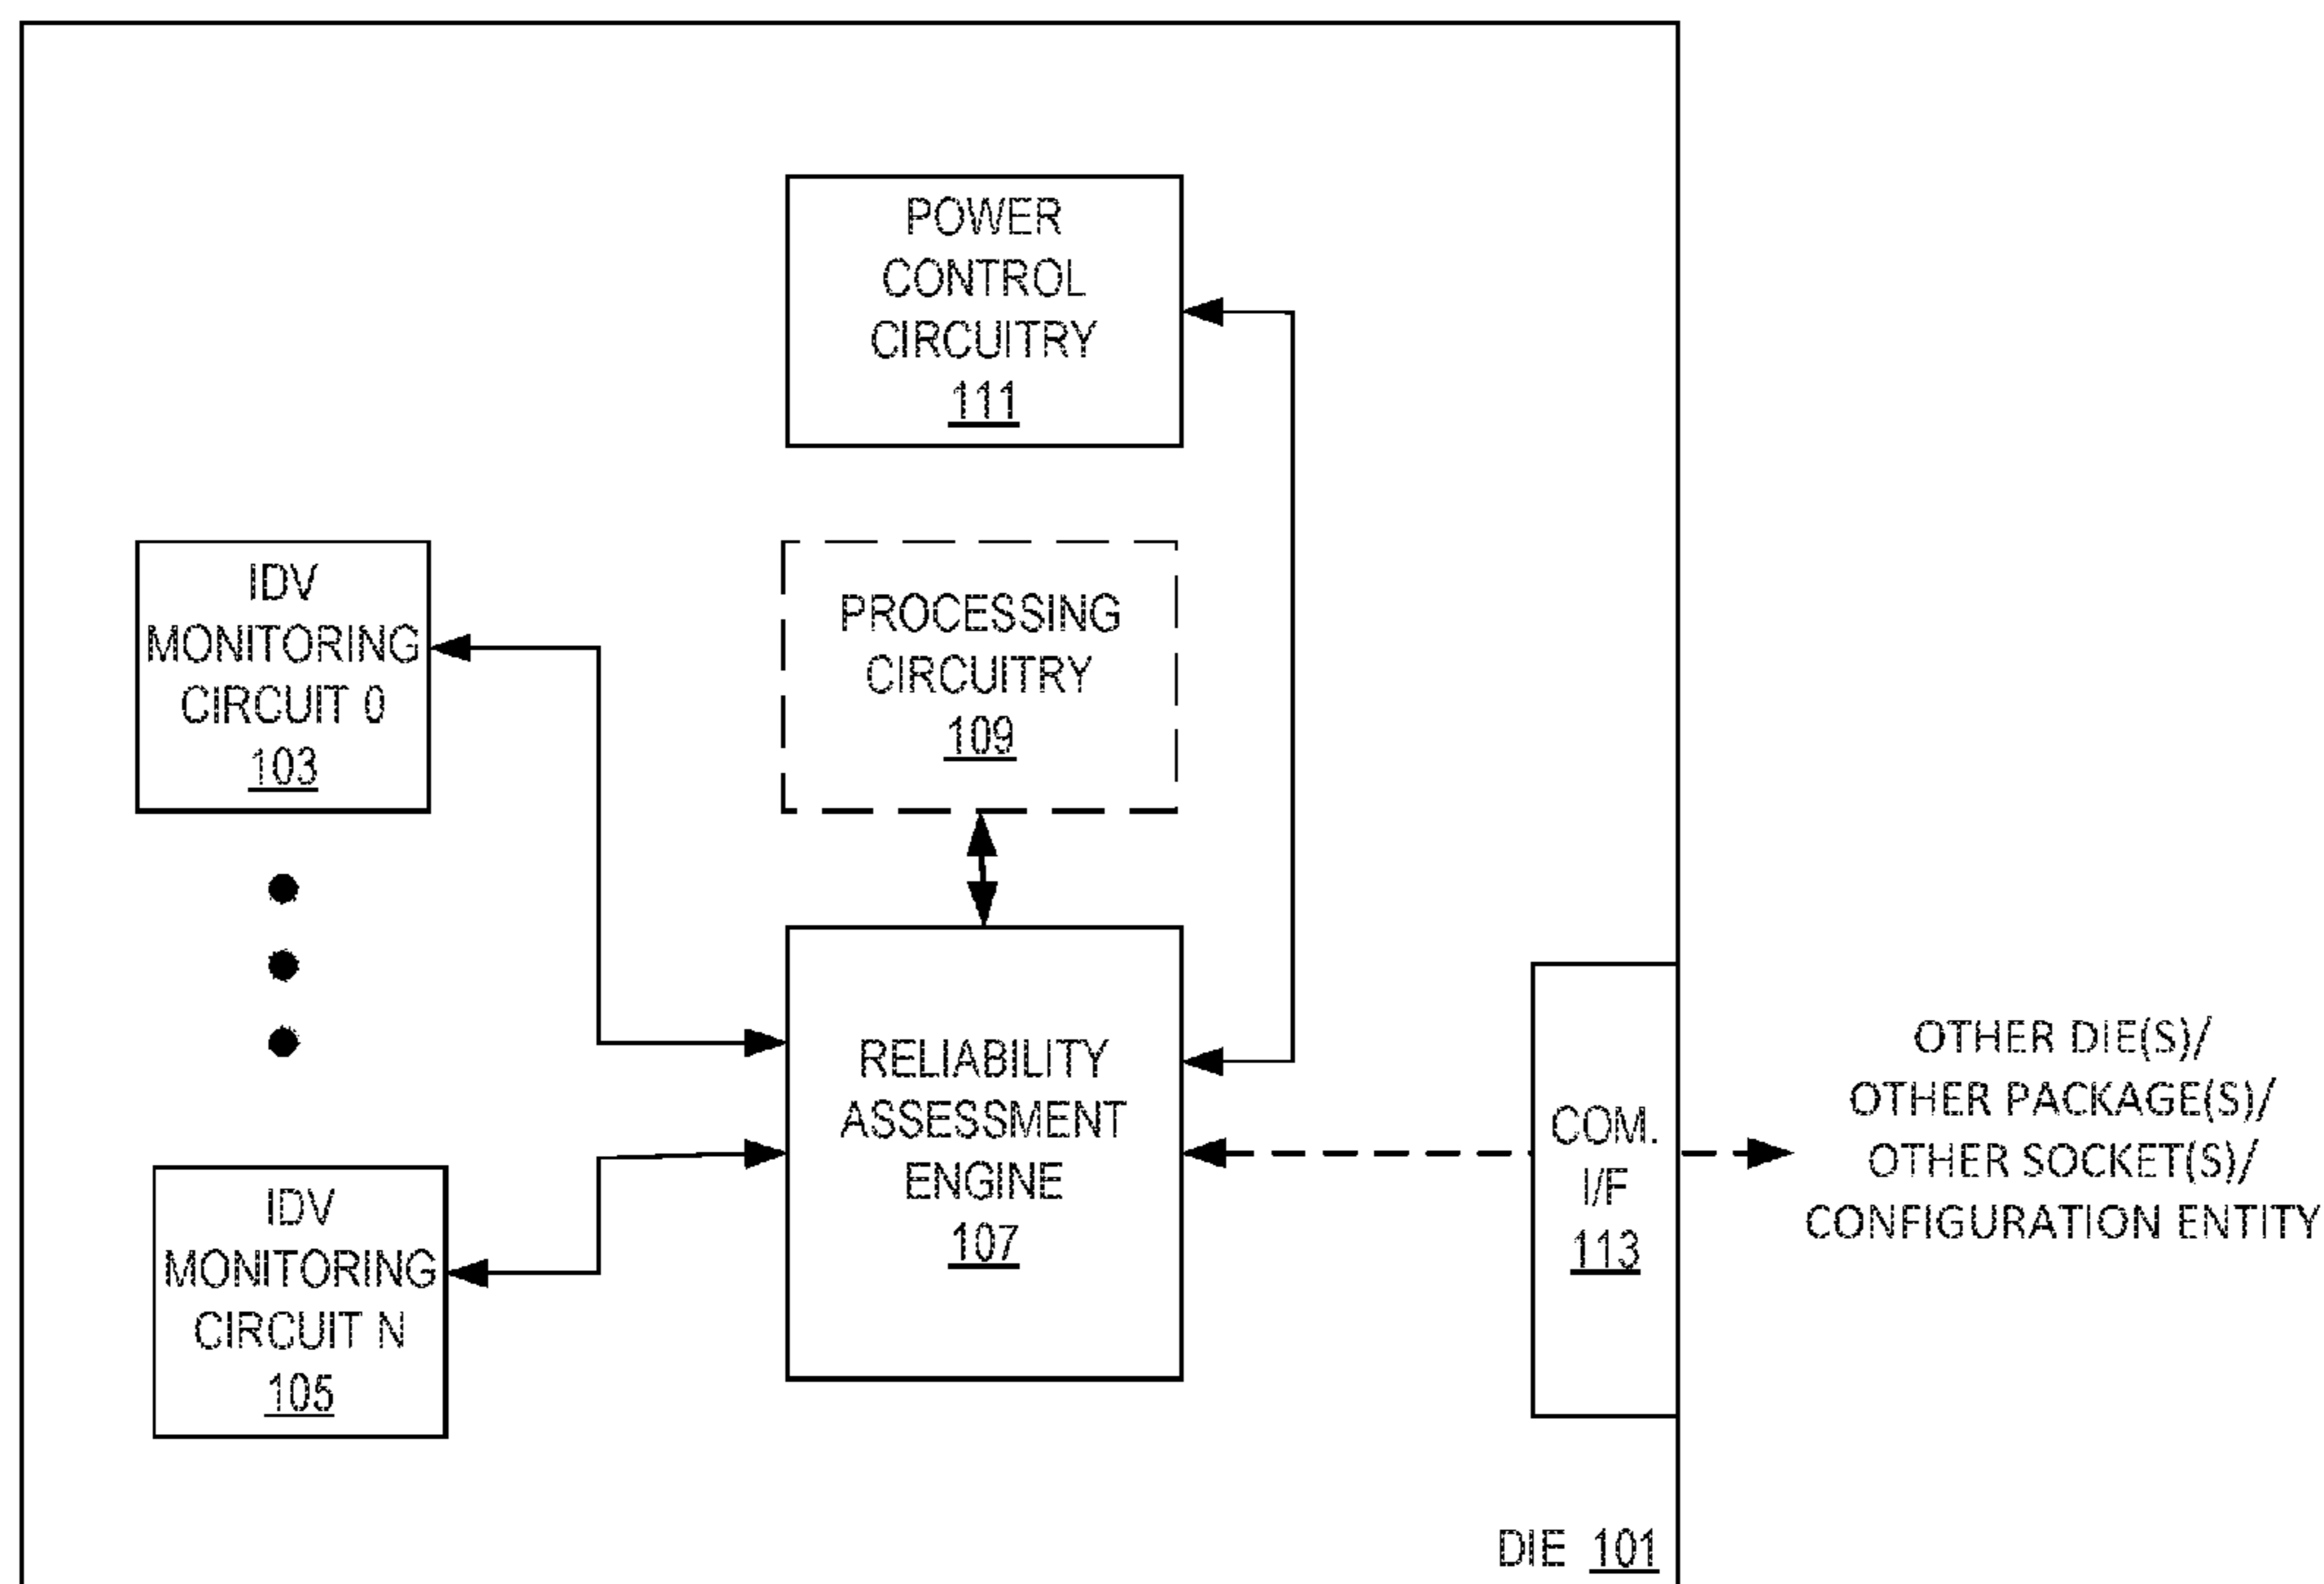 POWER
CONTROL
CIRCUITRY
111
IDV
MONITORING
CIRCUIT 0
103
PROCESSING
CIRCUITRY
109
RELIABILITY
ASSESSMENT
ENGINE
107
IDV
MONITORING
CIRCUIT N
105
COM.
I/F
113
OTHER DIE(S)/
OTHER PACKAGE(S)/
OTHER SOCKET(S)/
CONFIGURATION ENTITY
DIE 101